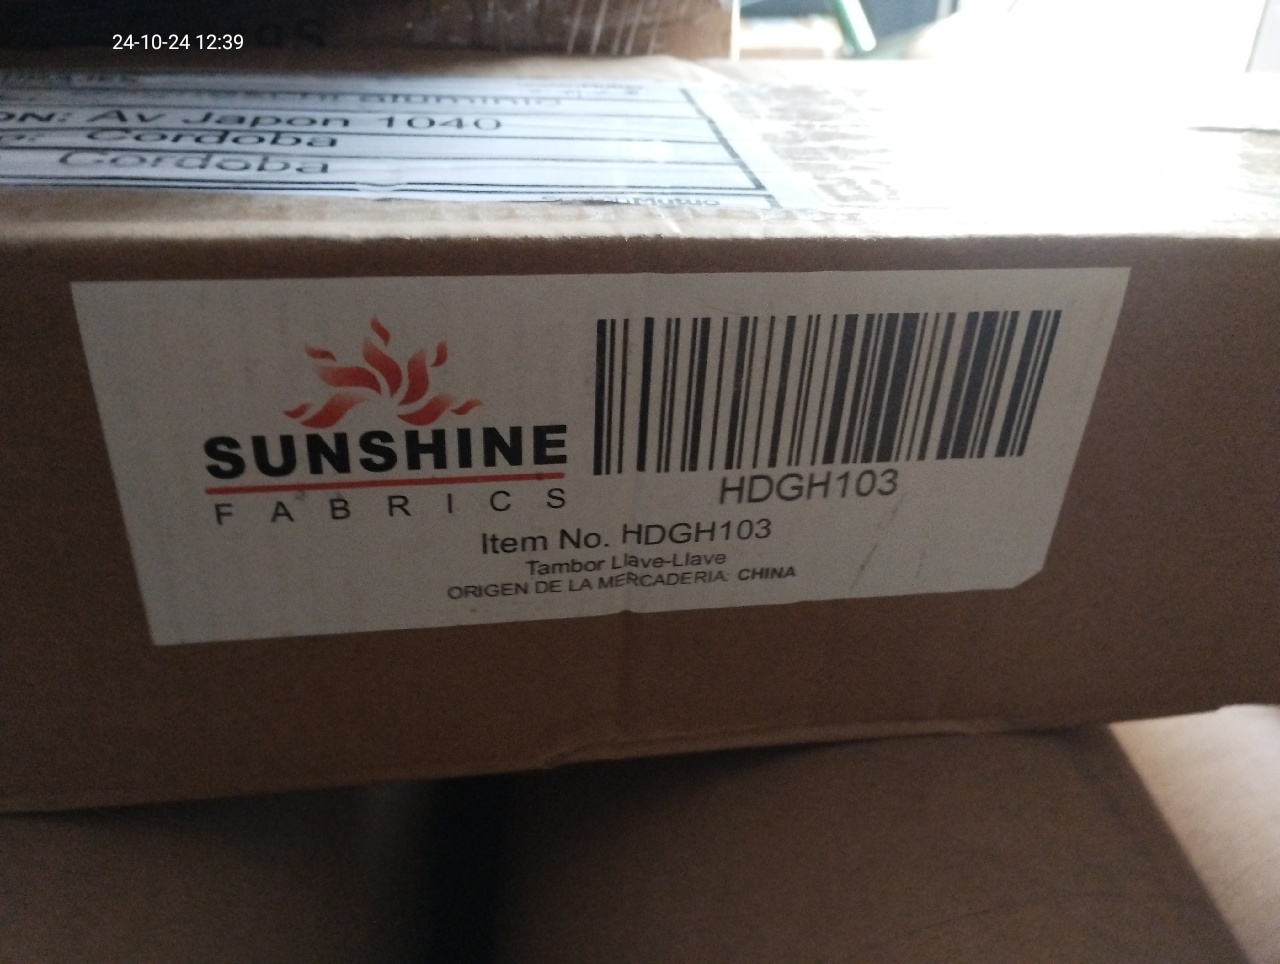 24-10-24 12:39
aluminio
Av Japon 1040
Cordoba
Cordoba
SUNSHINE
FABRICS
HDGH103
Item No. HDGH103
Tambor Llave-Llave
ORIGEN DE LA MERCADERIA: CHINA